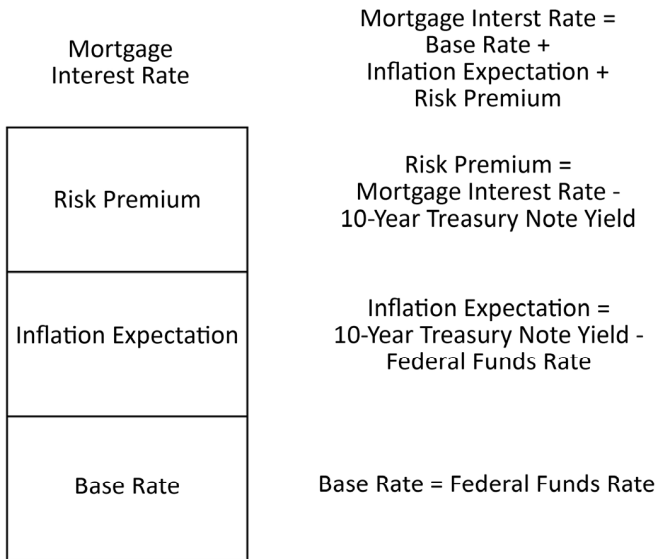 Mortgage
Interest Rate
Mortgage Interst Rate =
Base Rate +
Inflation Expectation +
Risk Premium
Risk Premium
Risk Premium =
Mortgage Interest Rate -
10-Year Treasury Note Yield
Inflation Expectation
Inflation Expectation =
10-Year Treasury Note Yield -
Federal Funds Rate
Base Rate
Base Rate = Federal Funds Rate